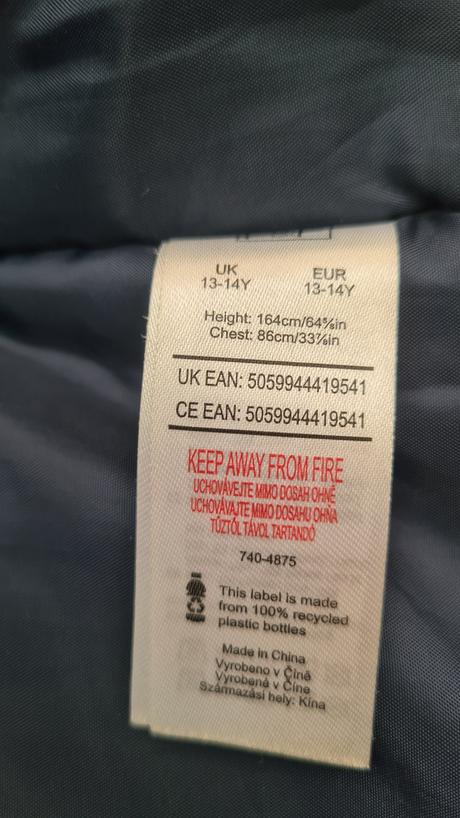 UK EUR
13-14Y 13-14Y
Height: 164cm/64⅝in
Chest: 86cm/33⅞in
UK EAN: 5059944419541
CE EAN: 5059944419541
KEEP AWAY FROM FIRE
UCHOVÁVEJTE MIMO DOSAH OHNĚ
UCHOVÁVAJTE MIMO DOSAHU OHŇA
TŰZTŐL TÁVOL TARTANDÓ
740-4875
This label is made
from 100% recycled
plastic bottles
Made in China
Vyrobeno v Číně
Vyrobená v Číne
Származási hely: Kína